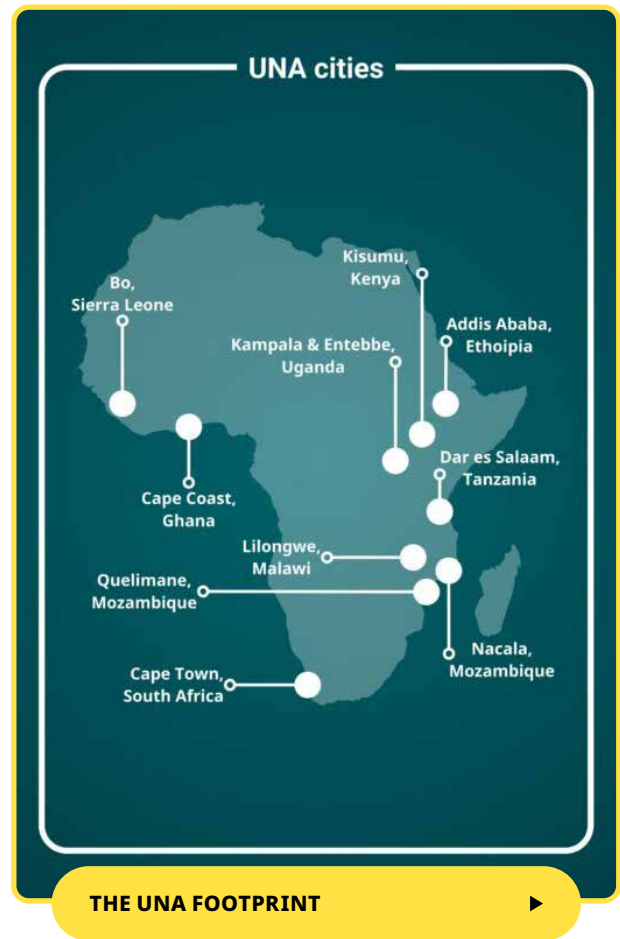 UNA cities
Kisumu,
Kenya
Bo,
Sierra Leone
Addis Ababa,
Ethoipia
Kampala & Entebbe,
Uganda
Dar es Salaam,
Tanzania
Cape Coast,
Ghana
Lilongwe,
Malawi
Quelimane,
Mozambique
Nacala,
Mozambique
Cape Town,
South Africa
THE UNA FOOTPRINT